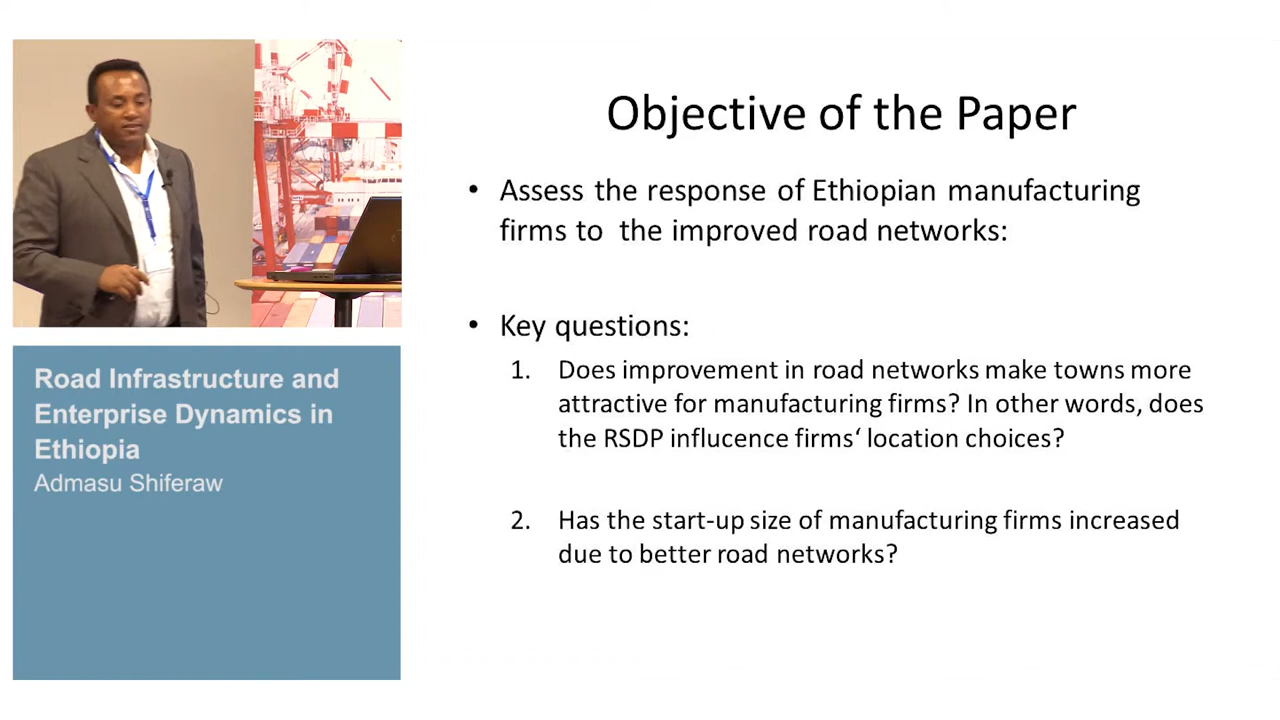 Objective of the Paper
• Assess the response of Ethiopian manufacturing
firms to the improved road networks:
• Key questions:
1. Does improvement in road networks make towns more
attractive for manufacturing firms? In other words, does
the RSDP influcence firms‘ location choices?
2. Has the start-up size of manufacturing firms increased
due to better road networks?
Road Infrastructure and
Enterprise Dynamics in
Ethiopia
Admasu Shiferaw